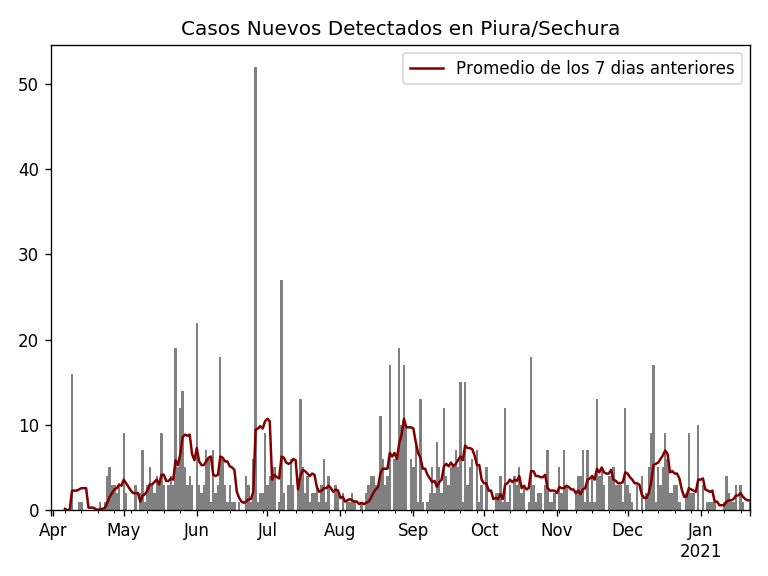 Casos Nuevos Detectados en Piura/Sechura
Promedio de los 7 dias anteriores
50
40
30
20
10
0
Apr May Jun Jul Aug Sep Oct Nov Dec Jan
2021